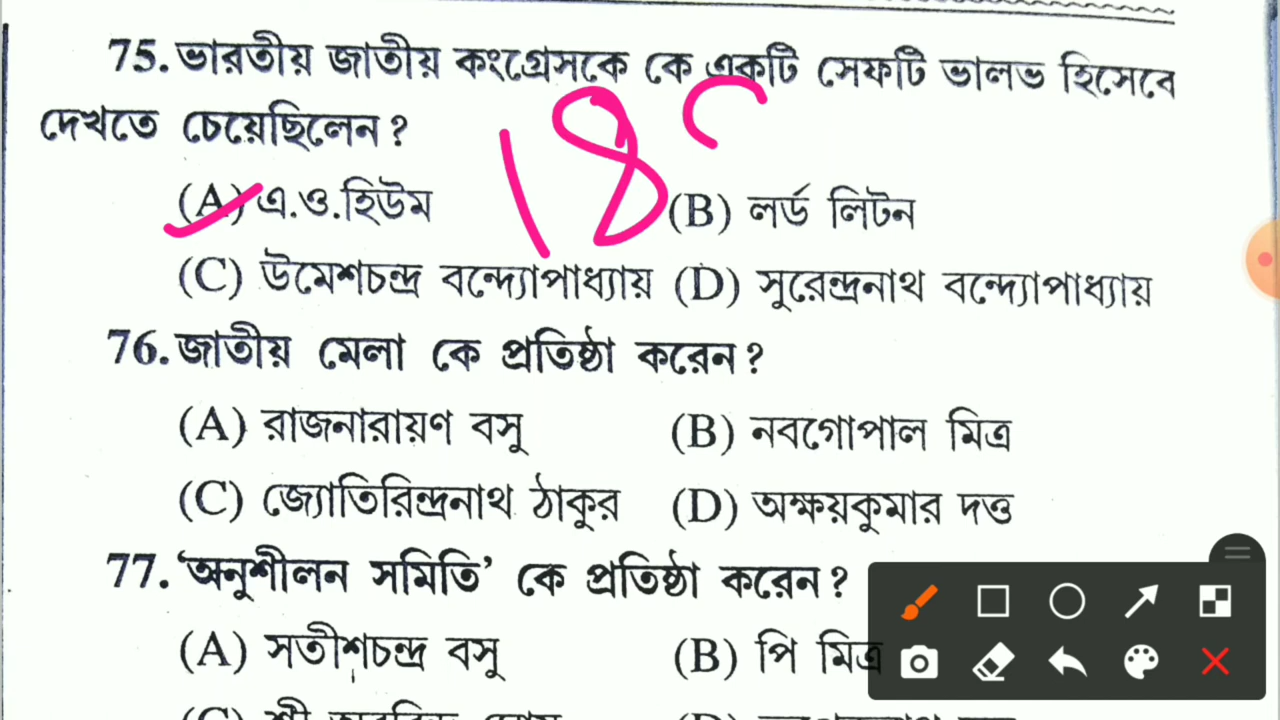 75. ভারতীয় জাতীয় কংগ্রেসকে কে একটি সেফটি ভালভ হিসেবে
দেখতে চেয়েছিলেন?
18
(A) এ.ও.হিউম (B) লর্ড লিটন
(C) উমেশচন্দ্র বন্দ্যোপাধ্যায় (D) সুরেন্দ্রনাথ বন্দ্যোপাধ্যায়
76. জাতীয় মেলা কে প্রতিষ্ঠা করেন?
(A) রাজনারায়ণ বসু (B) নবগোপাল মিত্র
(C) জ্যোতিরিন্দ্রনাথ ঠাকুর (D) অক্ষয়কুমার দত্ত
77. ‘অনুশীলন সমিতি’ কে প্রতিষ্ঠা করেন?
(A) সতীশচন্দ্র বসু (B) পি মিত্র
(C) শ্রী (D)